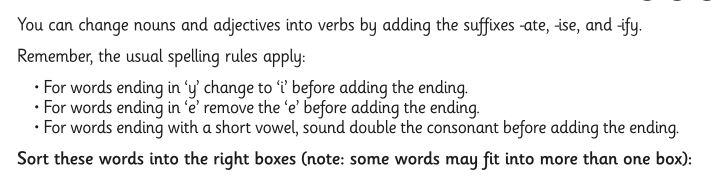 You can change nouns and adjectives into verbs by adding the suffixes -ate, -ise, and -ify.
Remember, the usual spelling rules apply:
• For words ending in ‘y’ change to ‘i’ before adding the ending.
• For words ending in ‘e’ remove the ‘e’ before adding the ending.
• For words ending with a short vowel, sound double the consonant before adding the ending.
Sort these words into the right boxes (note: some words may fit into more than one box):